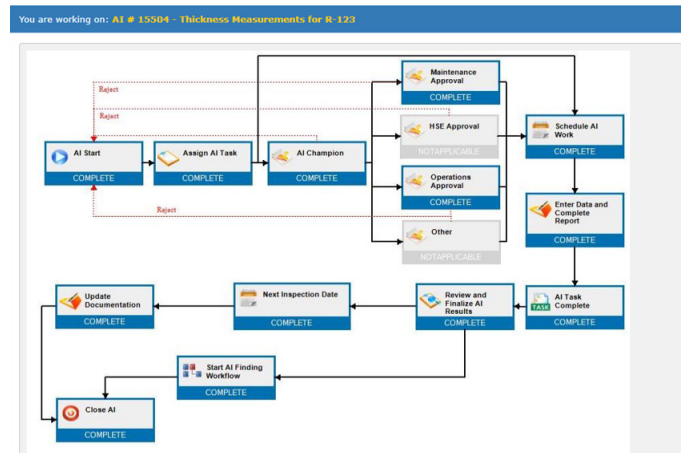 You are working on: AI # 15504 - Thickness Measurements for R-123
Maintenance
Approval
COMPLETE
Reject
Reject
HSE Approval
NOTAPPLICABLE
Schedule AI
Work
COMPLETE
AI Start
COMPLETE
Assign AI Task
COMPLETE
AI Champion
COMPLETE
Operations
Approval
COMPLETE
Reject
Other
NOTAPPLICABLE
Enter Data and
Complete
Report
COMPLETE
Update
Documentation
COMPLETE
Next Inspection Date
COMPLETE
Review and
Finalize AI
Results
COMPLETE
TASK
AI Task
Complete
COMPLETE
Start AI Finding
Workflow
COMPLETE
Close AI
COMPLETE